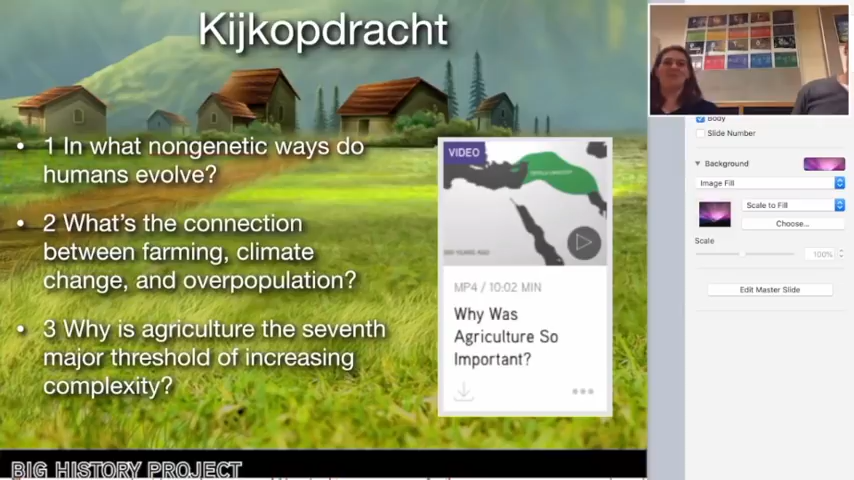 Kijkopdracht
• 1 In what nongenetic ways do
humans evolve?
• 2 What's the connection
between farming, climate
change, and overpopulation?
• 3 Why is agriculture the seventh
major threshold of increasing
complexity?
VIDEO
MP4 / 10:02 MIN
Why Was
Agriculture So
Important?
BIG HISTORY PROJECT
Body
Slide Number
Background
Image Fill
Scale to Fill
Choose...
Scale
100%
Edit Master Slide